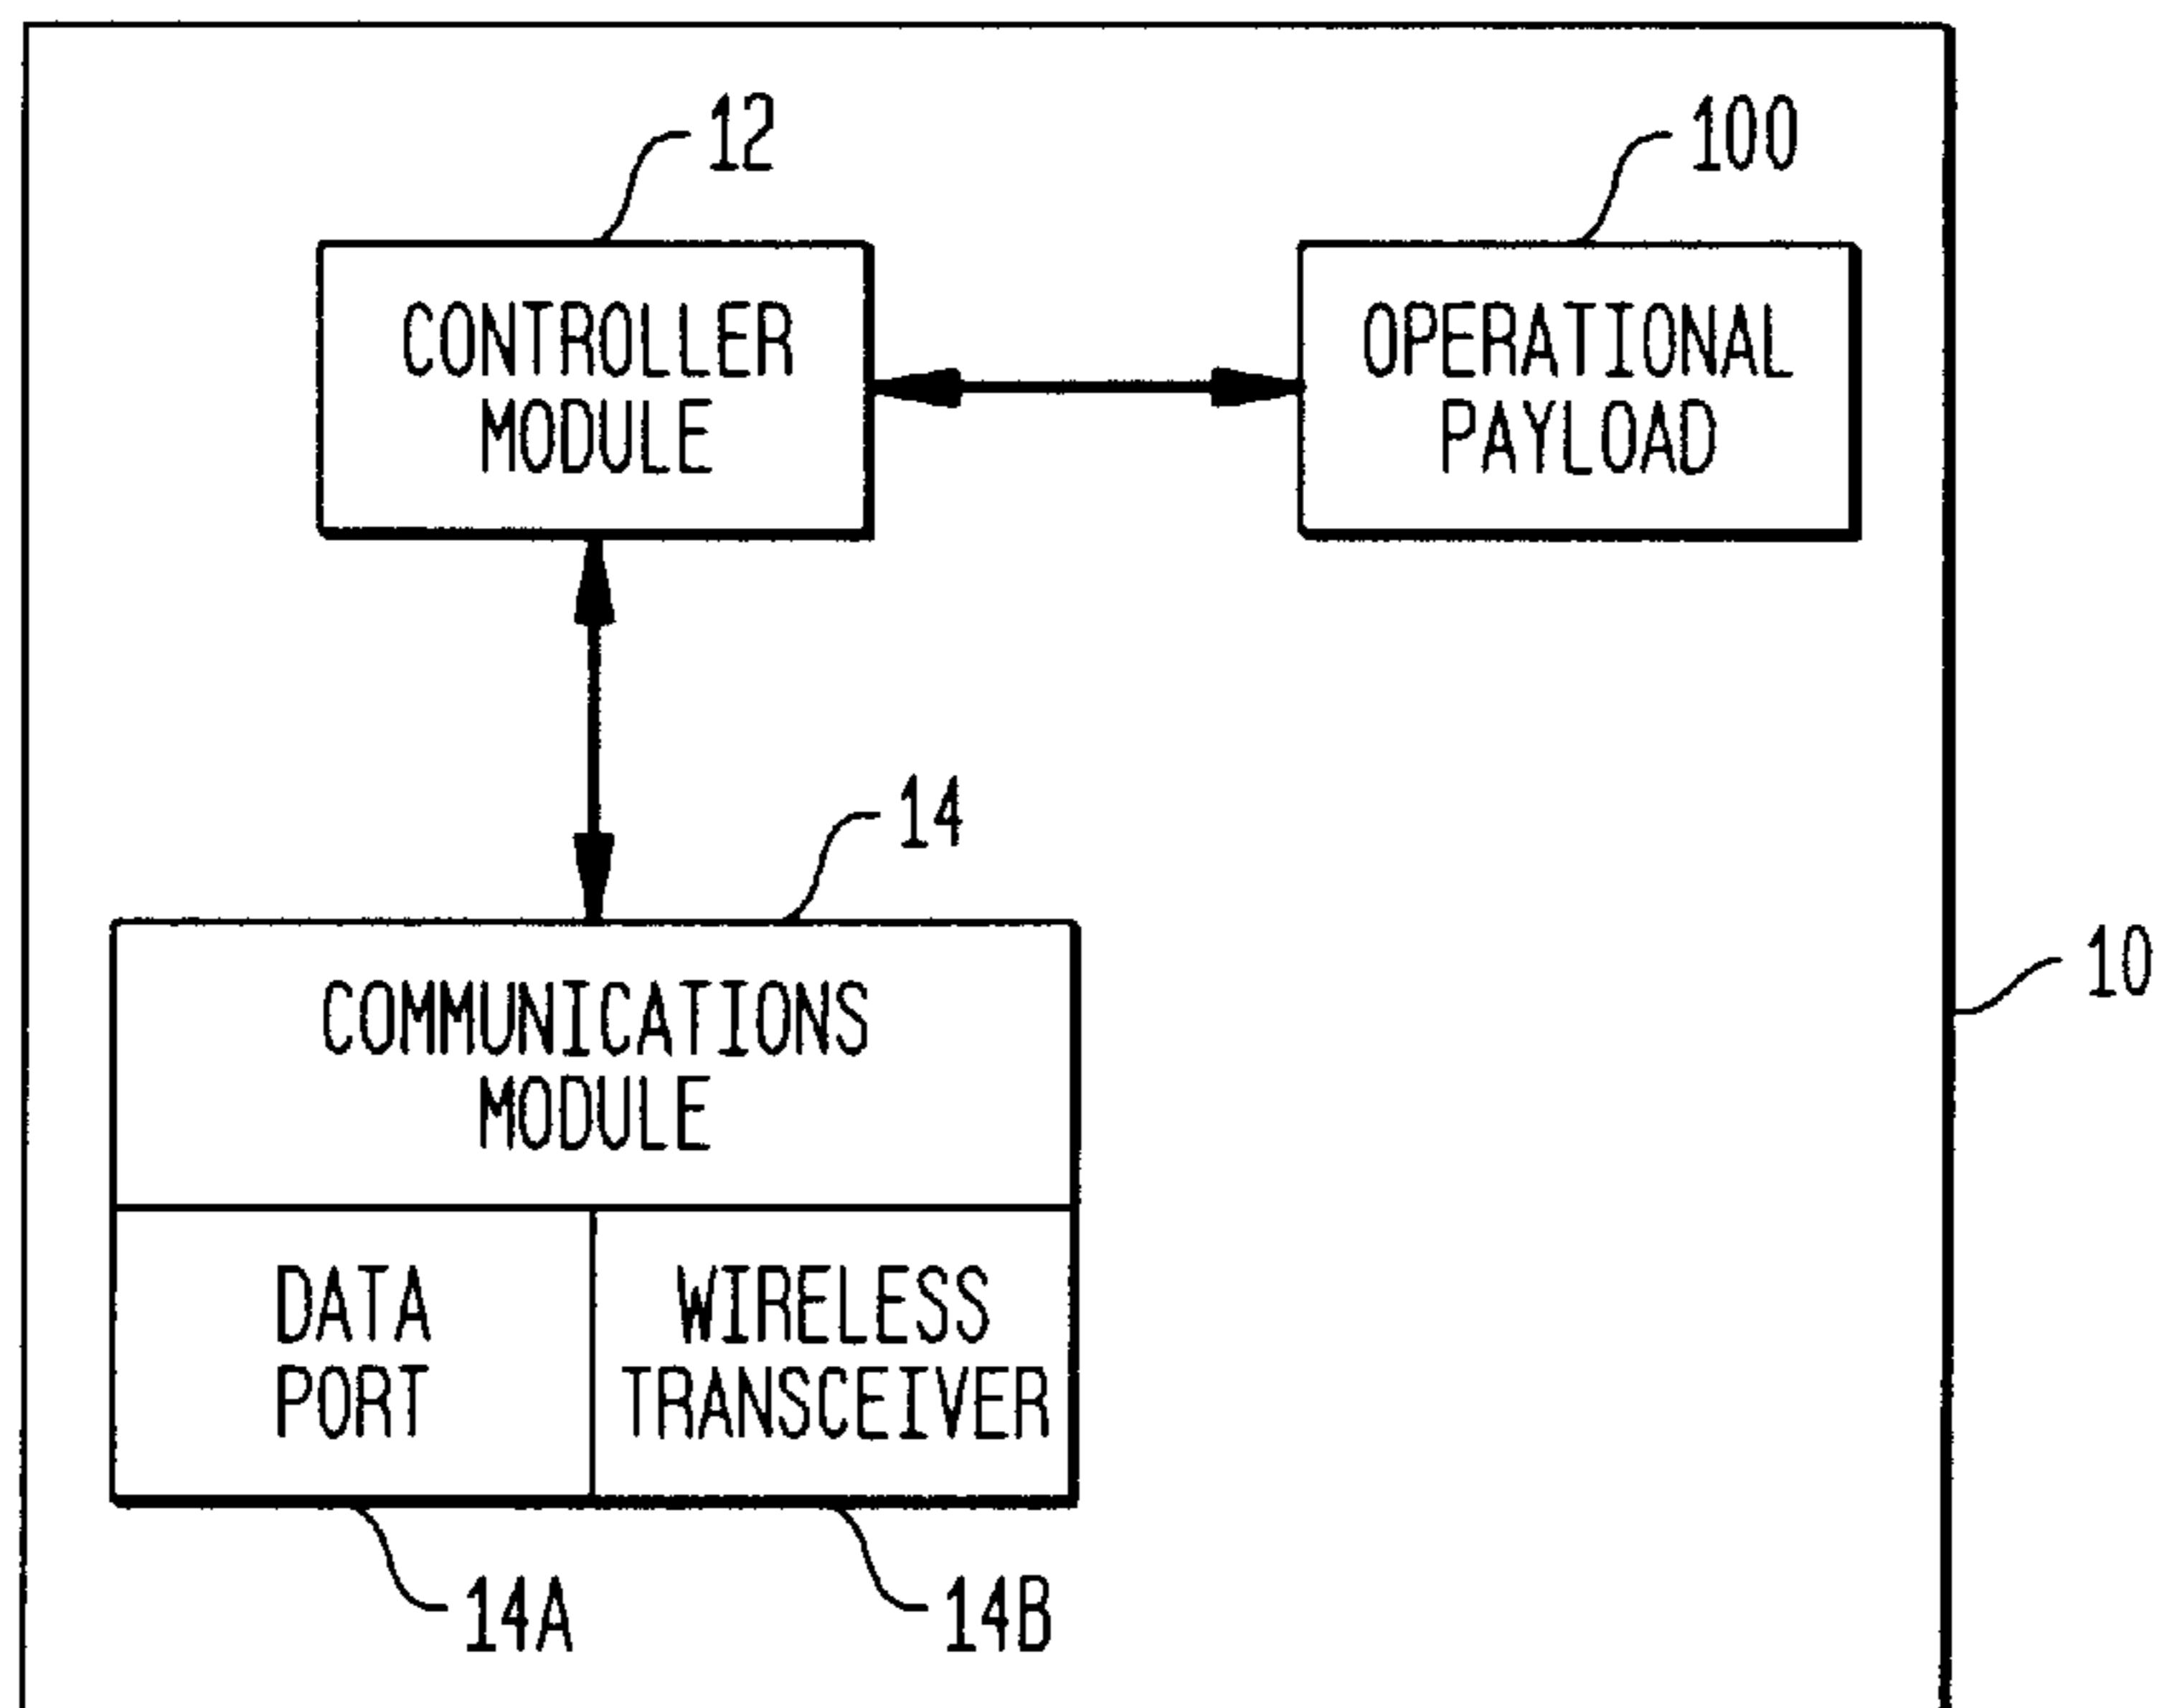 12
100
CONTROLLER
MODULE
OPERATIONAL
PAYLOAD
14
COMMUNICATIONS
MODULE
10
DATA
PORT
WIRELESS
TRANSCEIVER
14A
14B